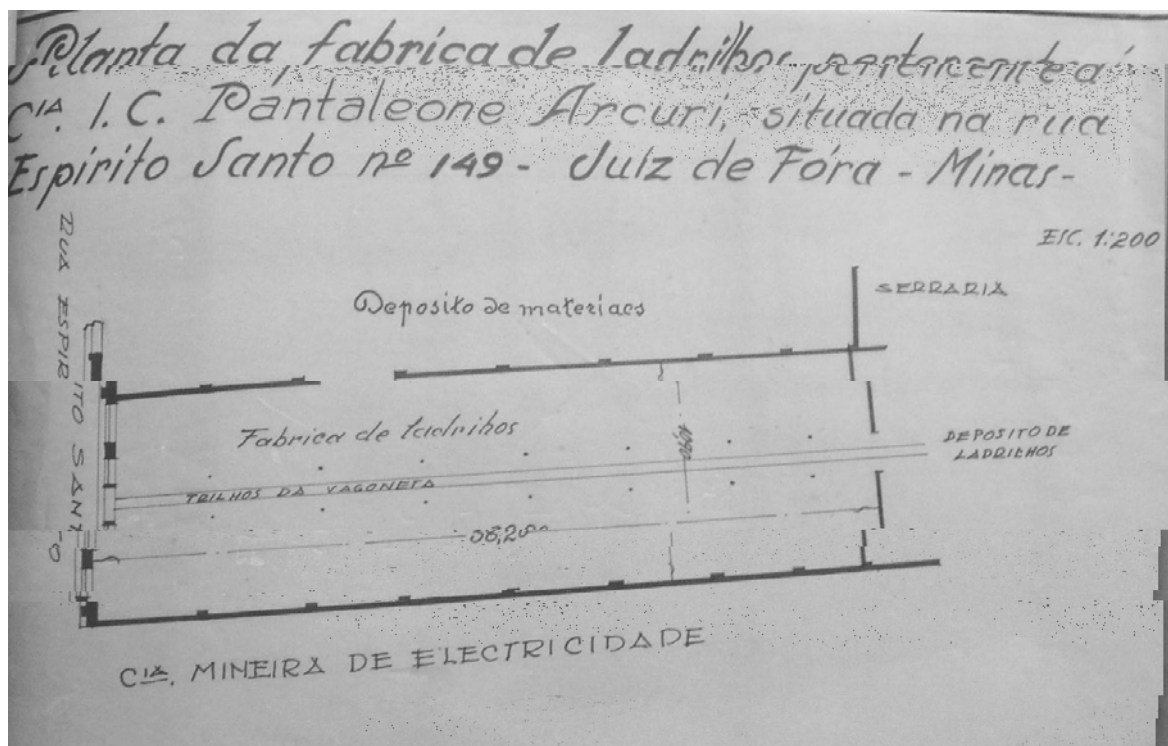 Planta da fabrica de ladrilhos, pertencente á
Cia. I. C. Pantaleone Arcuri, situada na rua
Espirito Santo nº 149 - Juiz de Fóra - Minas-
ESC. 1:200
RUA ESPIRITO SANTO
Deposito de materiaes
SERRARIA
Fabrica de ladrilhos
DEPOSITO DE
LADRILHOS
TRILHOS DA VAGONETA
CIA. MINEIRA DE ELECTRICIDADE